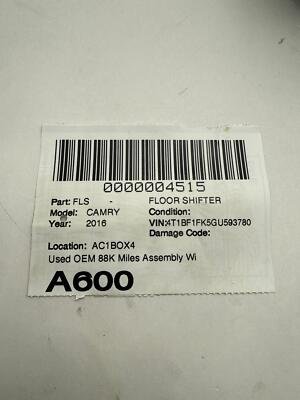 0000004515
Part: FLS - FLOOR SHIFTER
Model: CAMRY Condition:
Year: 2016 VIN:4T1BF1FK5GU593780
Damage Code:
Location: AC1BOX4
Used OEM 88K Miles Assembly Wi
A600